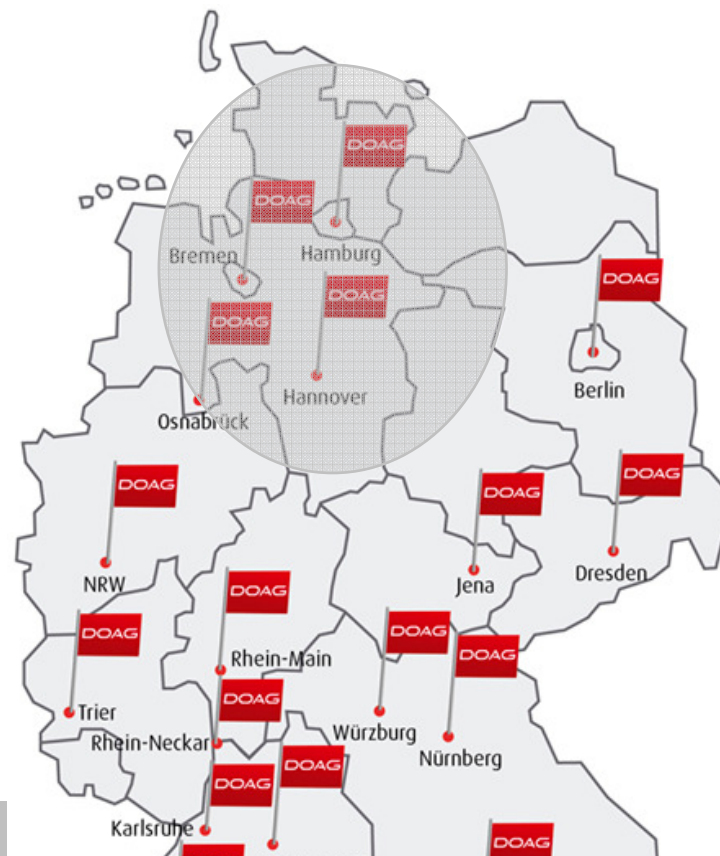 DOAG
DOAG
Bremen
Hamburg
DOAG
DOAG
DOAG
Hannover
Berlin
Osnabrück
DOAG
DOAG
DOAG
NRW
Jena
Dresden
DOAG
DOAG
DOAG
DOAG
Rhein-Main
DOAG
Trier
Würzburg
Rhein-Neckar
Nürnberg
DOAG
DOAG
Karlsruhe
DOAG